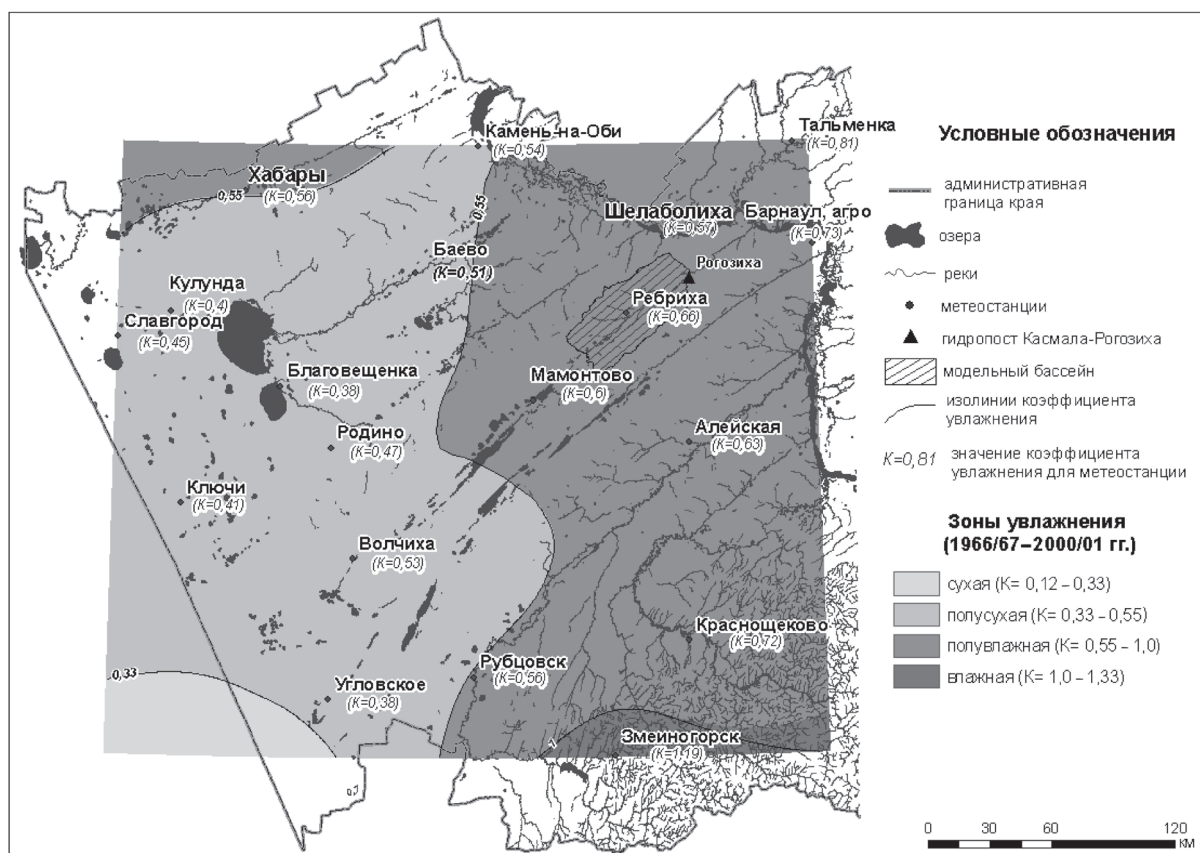 Камень-на-Оби
(K=0,54)
Тальменка
(K=0,81)
Хабары
(K=0,56)
0,55
0,55
Шелаболиха
(K=0,57)
Барнаул, агро
(K=0,73)
Баево
(K=0,51)
Рогозиха
Кулунда
(K=0,4)
Славгород
(K=0,45)
Ребриха
(K=0,66)
Благовещенка
(K=0,38)
Мамонтово
(K=0,6)
Родино
(K=0,47)
Алейская
(K=0,63)
Ключи
(K=0,41)
Волчиха
(K=0,53)
Краснощеково
(K=0,72)
0,33
Рубцовск
(K=0,56)
Угловское
(K=0,38)
1
Змеиногорск
(K=1,19)
Условные обозначения
административная
граница края
озера
реки
метеостанции
гидропост Касмала-Рогозиха
модельный бассейн
изолинии коэффициента
увлажнения
K=0,81
значение коэффициента
увлажнения для метеостанции
Зоны увлажнения
(1966/67–2000/01 гг.)
сухая (K= 0,12 – 0,33)
полусухая (K= 0,33 – 0,55)
полувлажная (K= 0,55 – 1,0)
влажная (K= 1,0 – 1,33)
0 30 60 120
КМ